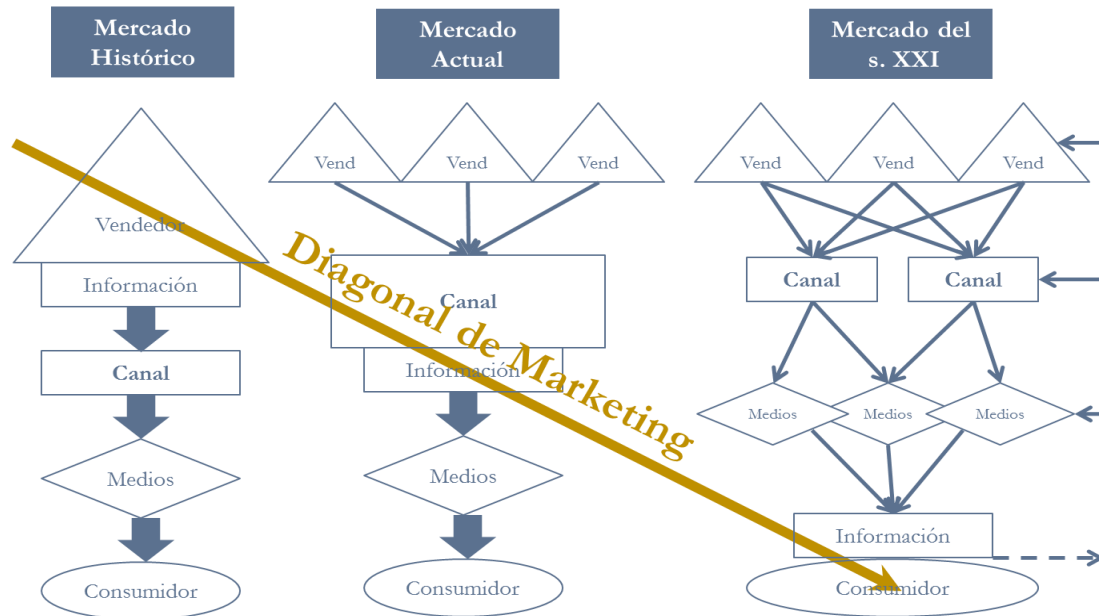 Mercado
Histórico
Mercado
Actual
Mercado del
s. XXI
Vendedor
Información
Canal
Medios
Consumidor
Vend
Vend
Vend
Canal
Información
Medios
Consumidor
Diagonal de Marketing
Vend
Vend
Vend
Canal
Canal
Medios
Medios
Medios
Información
Consumidor